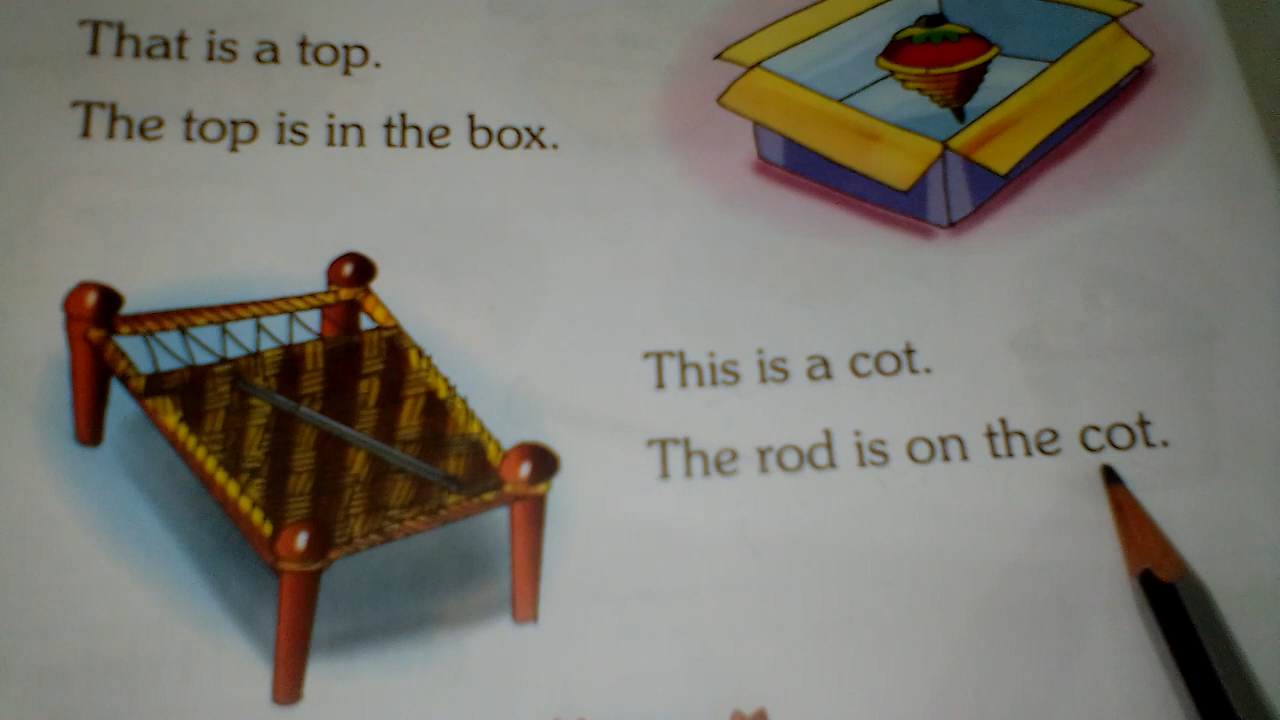 That is a top.
The top is in the box.
This is a cot.
The rod is on the cot.